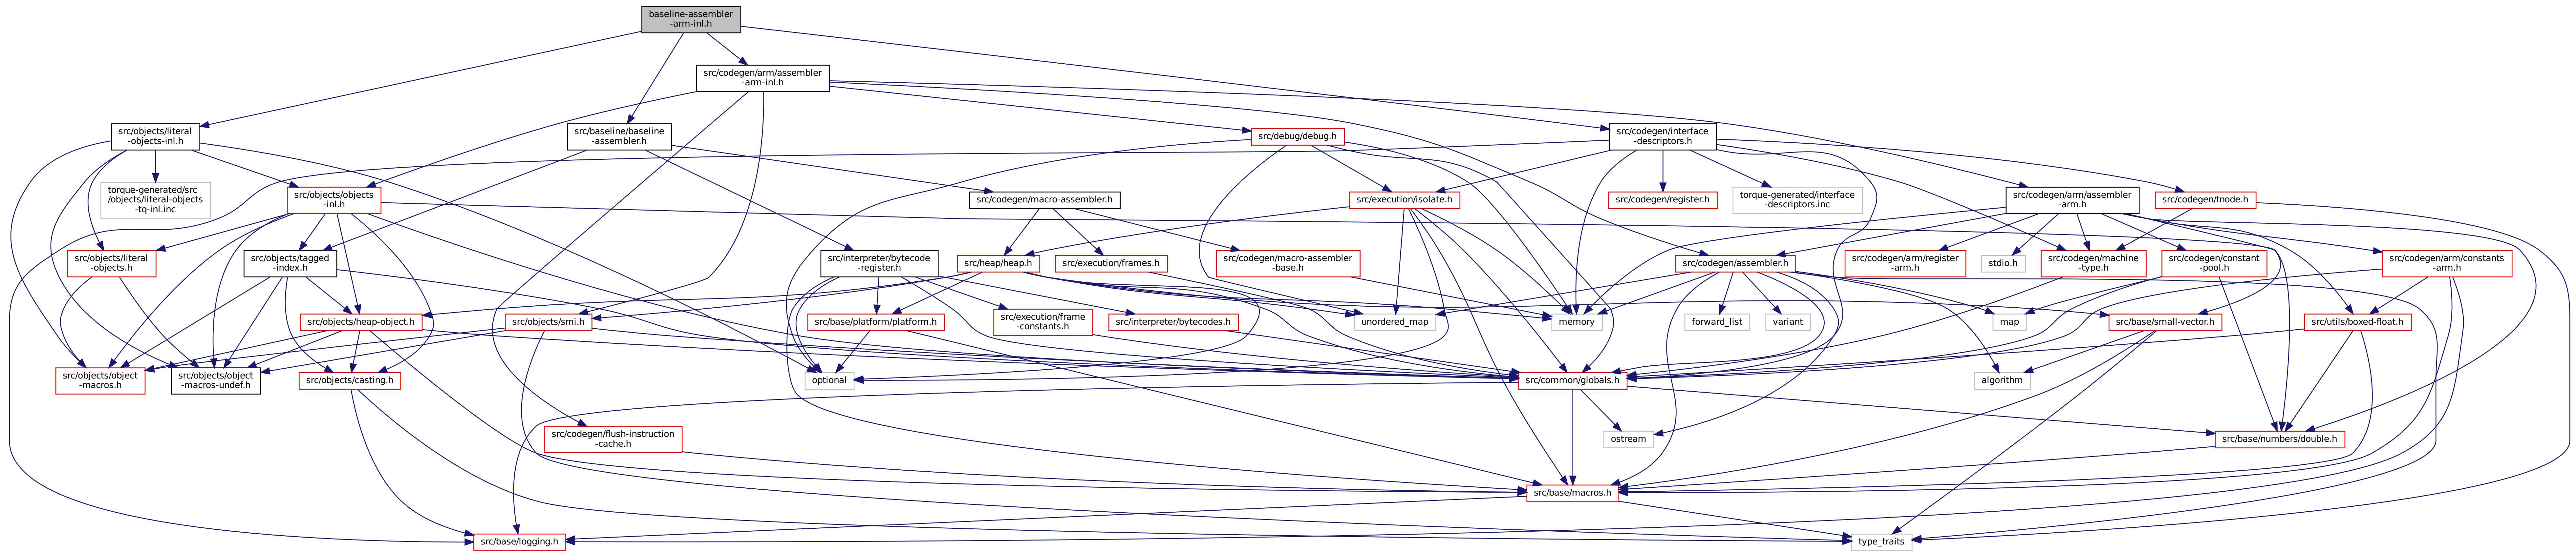 baseline-assembler
-arm-inl.h
src/codegen/arm/assembler
-arm-inl.h
src/objects/literal
-objects-inl.h
src/baseline/baseline
-assembler.h
src/debug/debug.h
src/codegen/interface
-descriptors.h
torque-generated/src
/objects/literal-objects
-tq-inl.inc
src/objects/objects
-inl.h
src/codegen/macro-assembler.h
src/execution/isolate.h
src/codegen/register.h
torque-generated/interface
-descriptors.inc
src/codegen/arm/assembler
-arm.h
src/codegen/tnode.h
src/objects/literal
-objects.h
src/objects/tagged
-index.h
src/interpreter/bytecode
-register.h
src/heap/heap.h
src/execution/frames.h
src/codegen/macro-assembler
-base.h
src/codegen/assembler.h
src/codegen/arm/register
-arm.h
stdio.h
src/codegen/machine
-type.h
src/codegen/constant
-pool.h
src/codegen/arm/constants
-arm.h
src/objects/heap-object.h
src/objects/smi.h
src/base/platform/platform.h
src/execution/frame
-constants.h
src/interpreter/bytecodes.h
unordered_map
memory
forward_list
variant
map
src/base/small-vector.h
src/utils/boxed-float.h
src/objects/object
-macros.h
src/objects/object
-macros-undef.h
src/objects/casting.h
optional
src/common/globals.h
algorithm
src/codegen/flush-instruction
-cache.h
ostream
src/base/numbers/double.h
src/base/macros.h
src/base/logging.h
type_traits